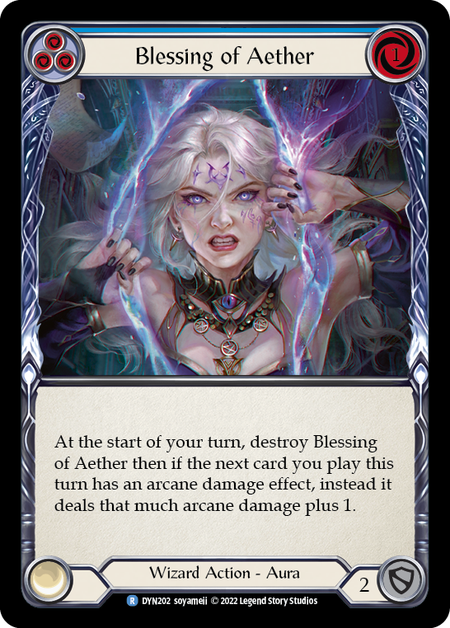 Blessing of Aether
1
At the start of your turn, destroy Blessing
of Aether then if the next card you play this
turn has an arcane damage effect, instead it
deals that much arcane damage plus 1.
Wizard Action - Aura
2
R DYN202 soyameii © 2022 Legend Story Studios